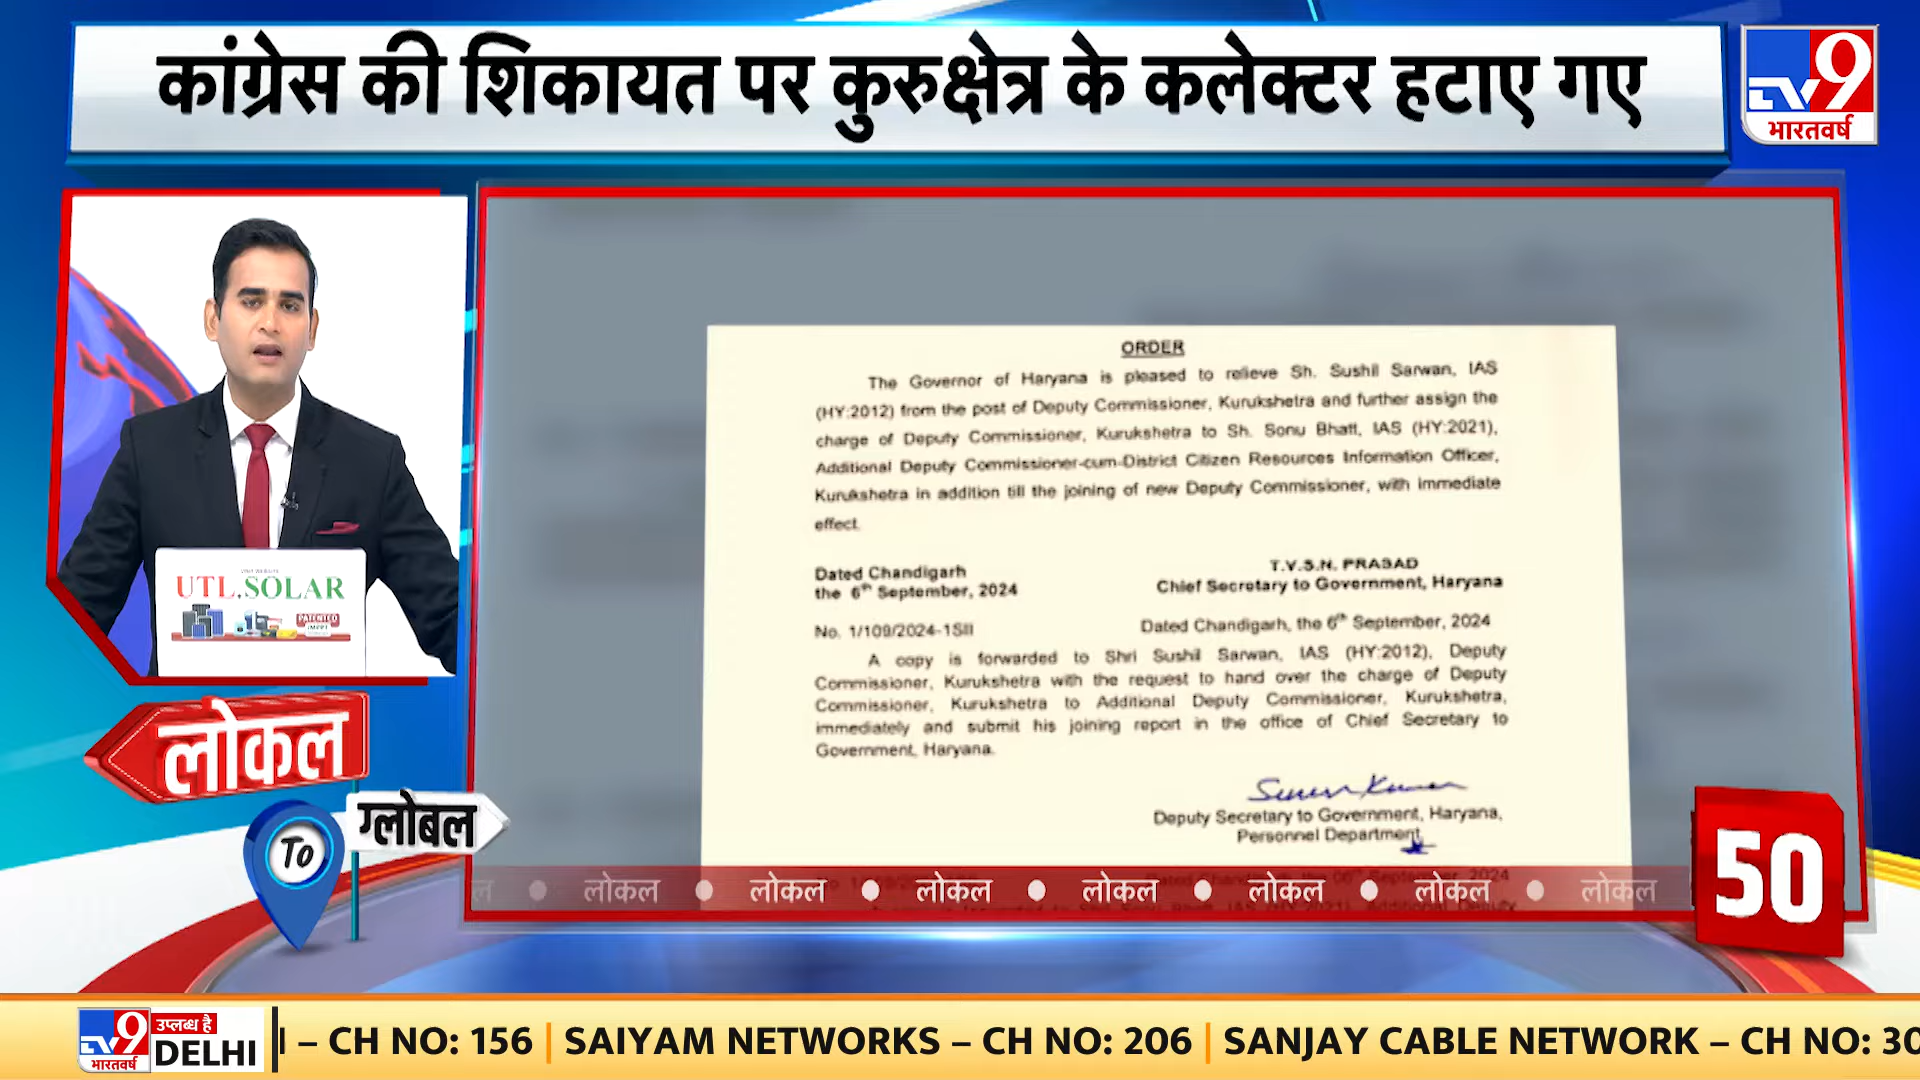 कांग्रेस की शिकायत पर कुरुक्षेत्र के कलेक्टर हटाए गए
TV9
भारतवर्ष
ORDER
The Governor of Haryana is pleased to relieve Sh. Sushil Sarwan, IAS
(HY:2012) from the post of Deputy Commissioner, Kurukshetra and further assign the
charge of Deputy Commissioner, Kurukshetra to Sh. Sonu Bhatt, IAS (HY:2021),
Additional Deputy Commissioner-cum-District Citizen Resources Information Officer,
Kurukshetra in addition till the joining of new Deputy Commissioner, with immediate
effect.
Dated Chandigarh
the 6th September, 2024
T.V.S.N. PRASAD
Chief Secretary to Government, Haryana
No. 1/109/2024-1SII
Dated Chandigarh, the 6th September, 2024
A copy is forwarded to Shri Sushil Sarwan, IAS (HY:2012), Deputy
Commissioner, Kurukshetra with the request to hand over the charge of Deputy
Commissioner, Kurukshetra to Additional Deputy Commissioner, Kurukshetra,
immediately and submit his joining report in the office of Chief Secretary to
Government, Haryana.
Deputy Secretary to Government, Haryana,
Personnel Department
UTL SOLAR
PATENTED
लोकल
To
ग्लोबल
ल • लोकल • लोकल • लोकल • लोकल • लोकल • लोकल • लोकल
50
TV9
भारतवर्ष
उप्लब्ध है
DELHI
I – CH NO: 156 | SAIYAM NETWORKS – CH NO: 206 | SANJAY CABLE NETWORK – CH NO: 30